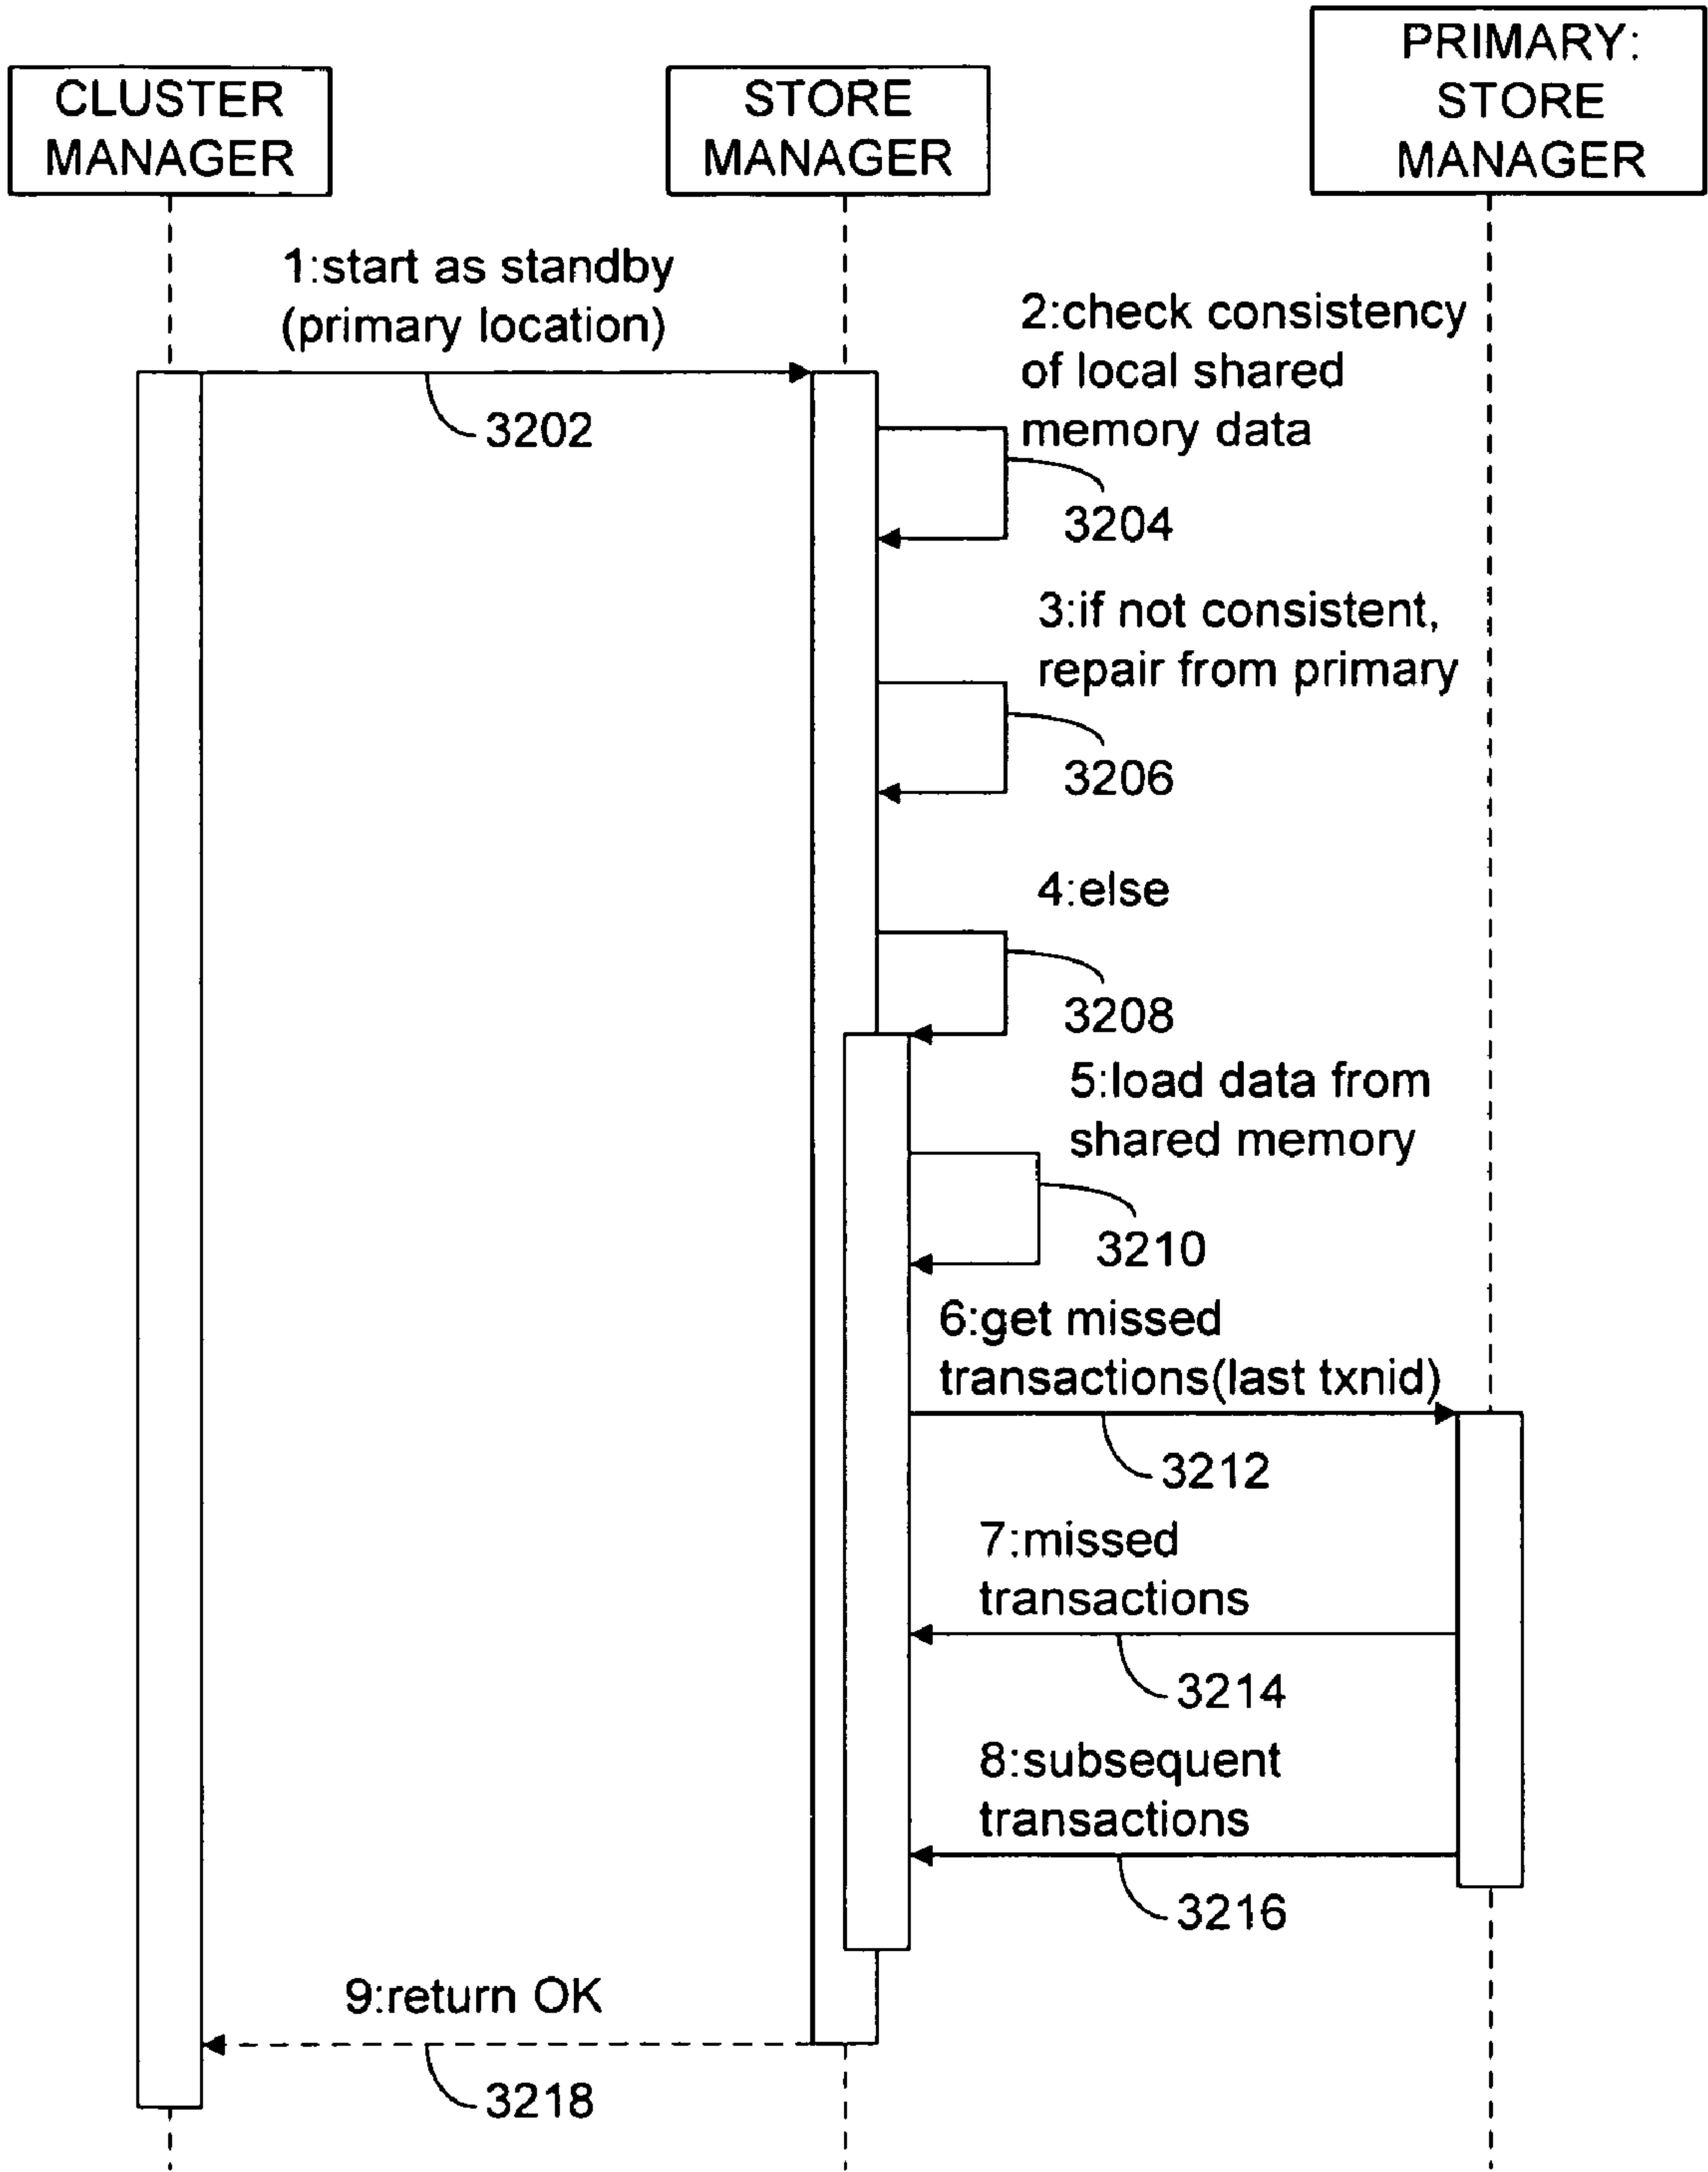 CLUSTER
MANAGER
STORE
MANAGER
PRIMARY:
STORE
MANAGER
1:start as standby
(primary location)
3202
2:check consistency
of local shared
memory data
3204
3:if not consistent,
repair from primary
3206
4:else
3208
5:load data from
shared memory
3210
6:get missed
transactions(last txnid)
3212
7:missed
transactions
3214
8:subsequent
transactions
3216
9:return OK
3218